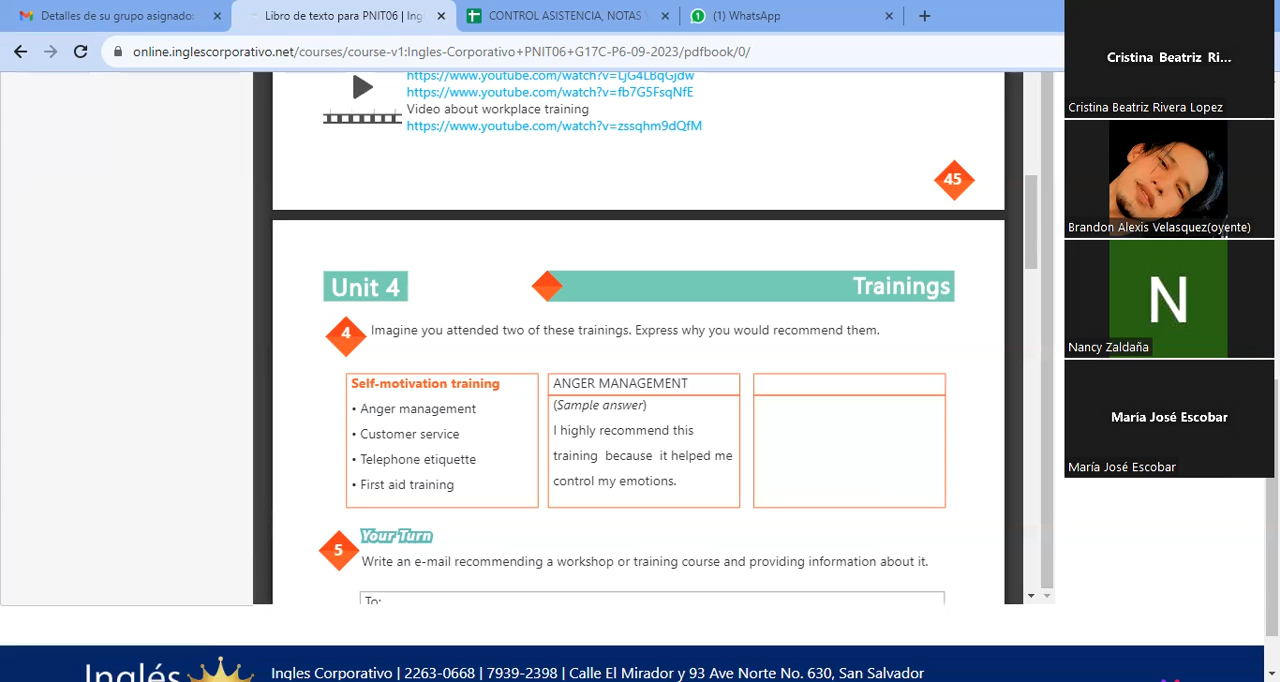 Detalles de su grupo asignado:
Libro de texto para PNIT06 | Ing
CONTROL ASISTENCIA, NOTAS
(1) WhatsApp
online.inglescorporativo.net/courses/course-v1:Ingles-Corporativo+PNIT06+G17C-P6-09-2023/pdfbook/0/
https://www.youtube.com/watch?v=LjG4LBqGjdw
https://www.youtube.com/watch?v=fb7G5FsqNfE
Video about workplace training
https://www.youtube.com/watch?v=zssqhm9dQfM
45
Unit 4
Trainings
4
Imagine you attended two of these trainings. Express why you would recommend them.
Self-motivation training
• Anger management
• Customer service
• Telephone etiquette
• First aid training
ANGER MANAGEMENT
(Sample answer)
I highly recommend this
training because it helped me
control my emotions.
5
Your Turn
Write an e-mail recommending a workshop or training course and providing information about it.
To:
Inglés
Ingles Corporativo | 2263-0668 | 7939-2398 | Calle El Mirador y 93 Ave Norte No. 630, San Salvador
Cristina Beatriz Ri...
Cristina Beatriz Rivera Lopez
Brandon Alexis Velasquez(oyente)
N
Nancy Zaldaña
María José Escobar
María José Escobar